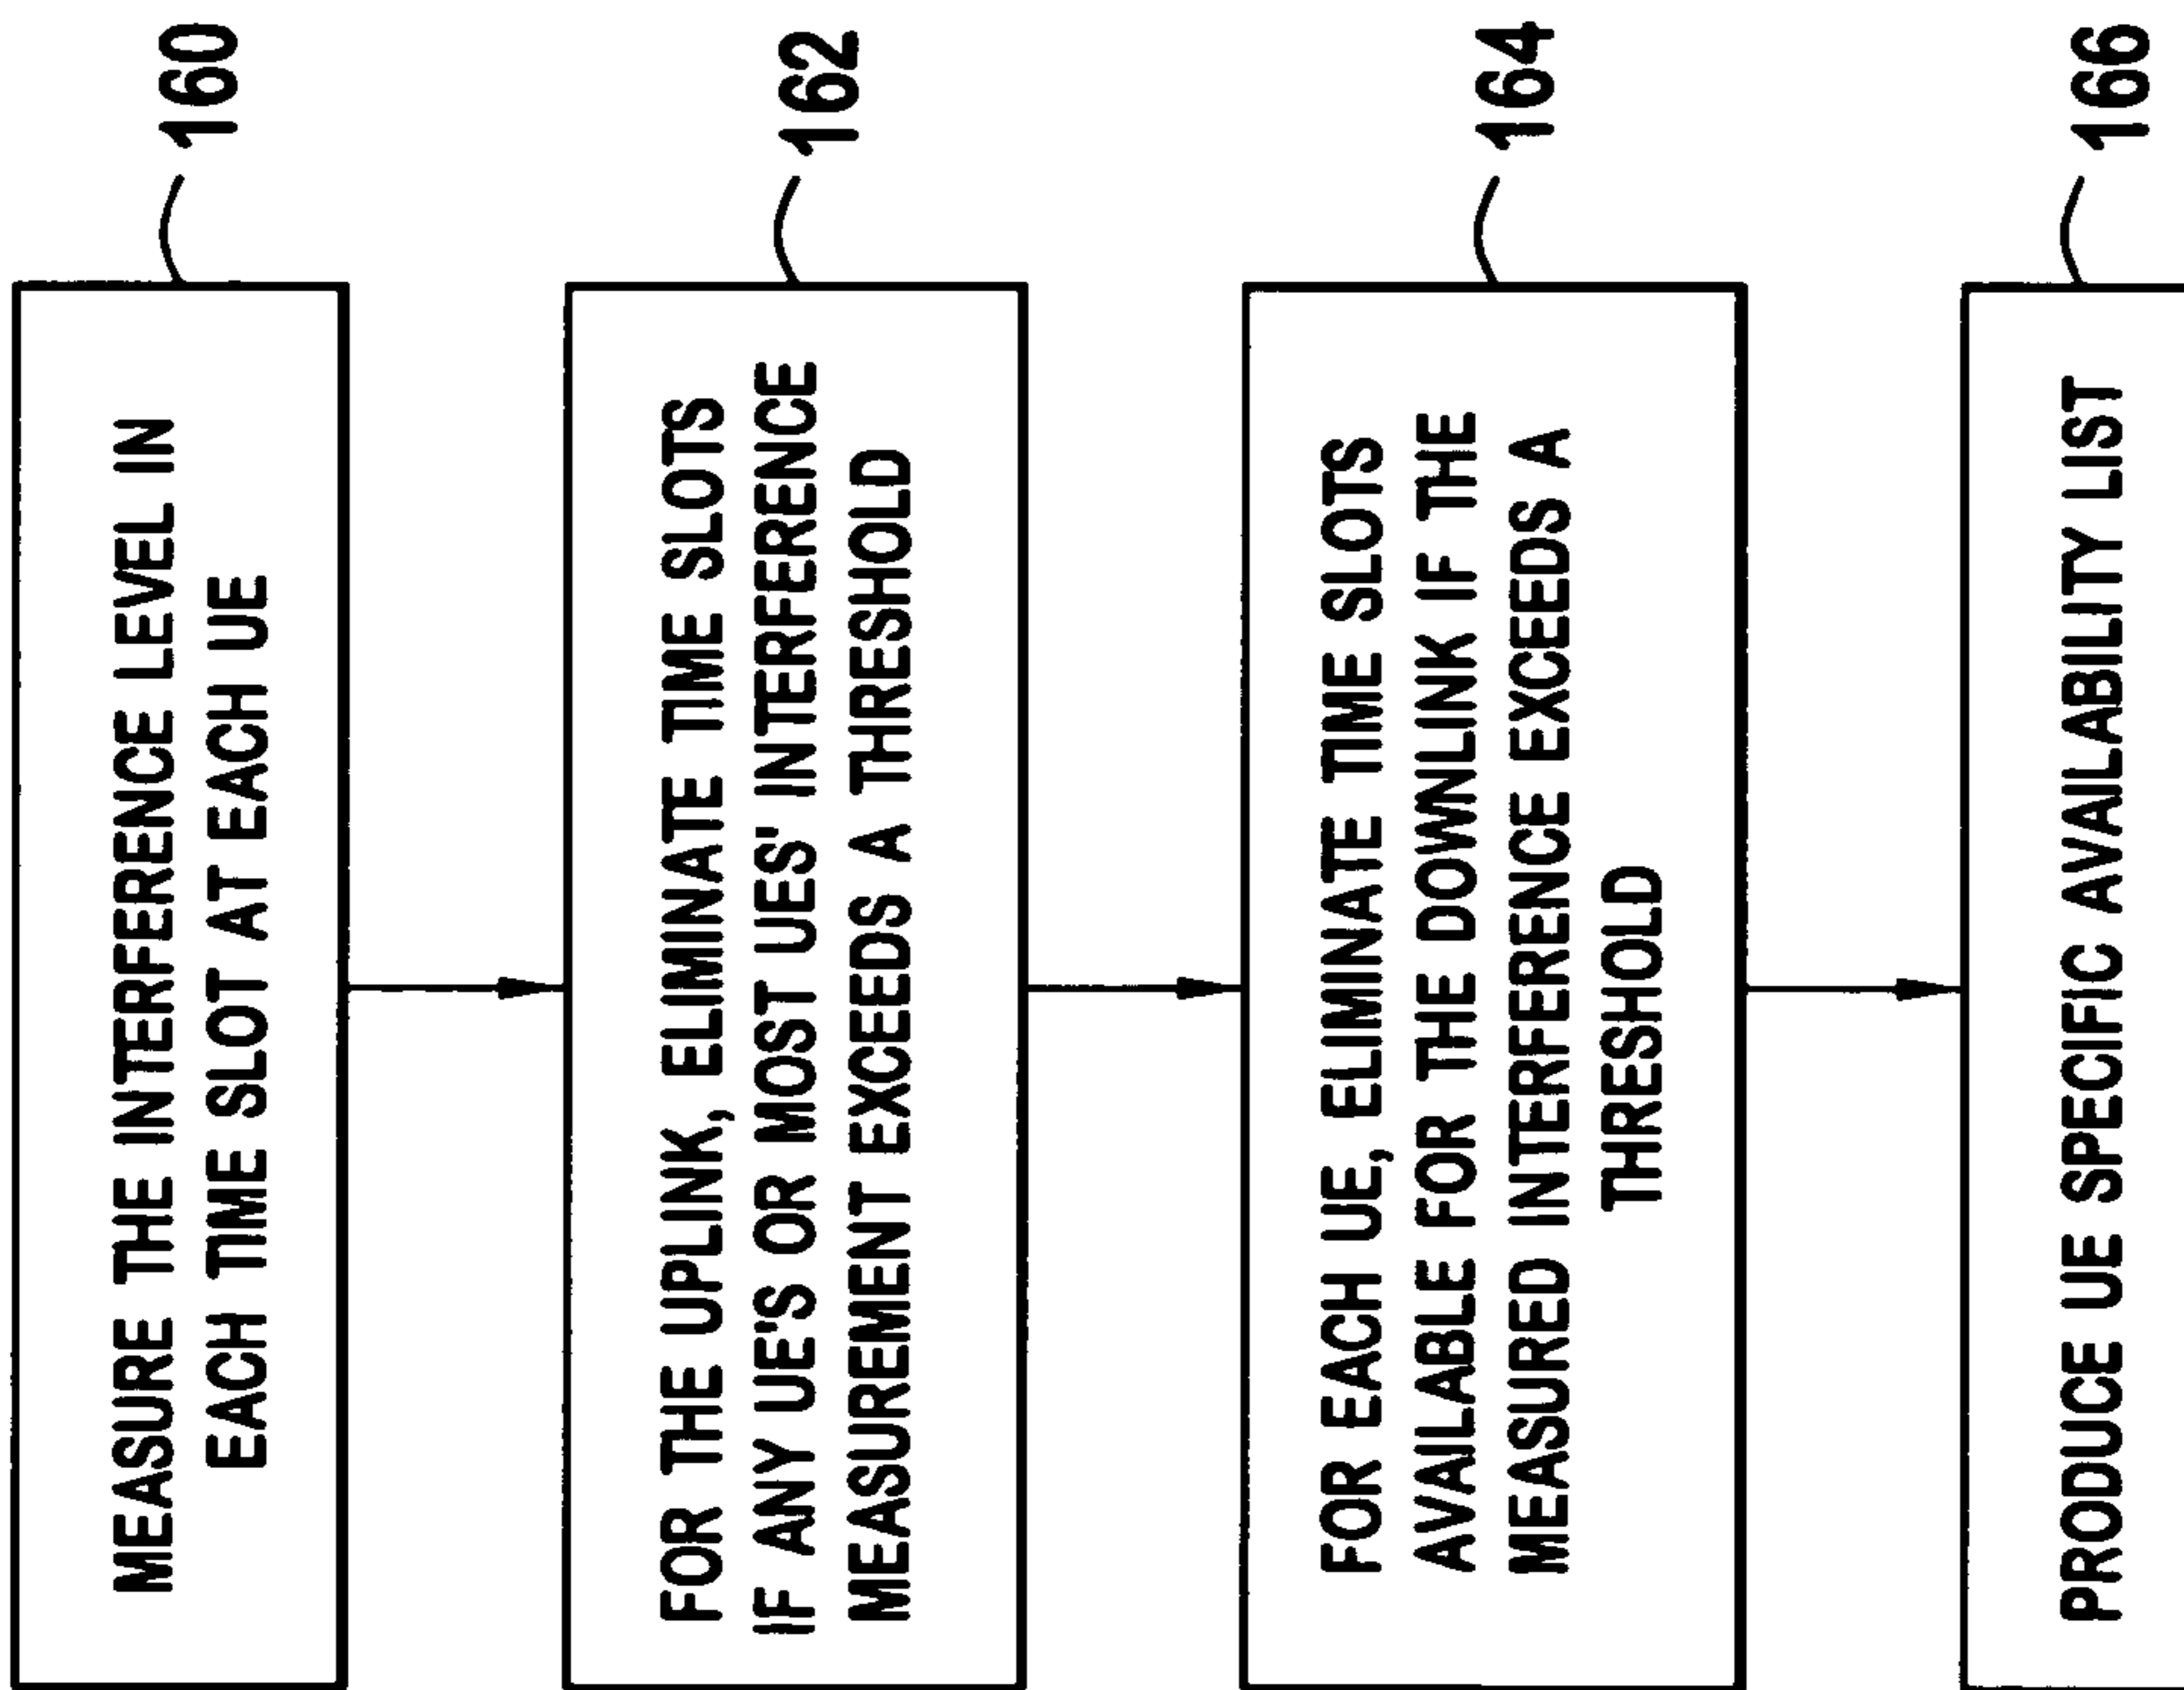 MEASURE THE INTERFERENCE LEVEL IN
EACH TIME SLOT AT EACH UE
160
FOR THE UPLINK, ELIMINATE TIME SLOTS
IF ANY UE'S OR MOST UES' INTERFERENCE
MEASUREMENT EXCEEDS A THRESHOLD
162
FOR EACH UE, ELIMINATE TIME SLOTS
AVAILABLE FOR THE DOWNLINK IF THE
MEASURED INTERFERENCE EXCEEDS A
THRESHOLD
164
PRODUCE UE SPECIFIC AVAILABILITY LIST
166